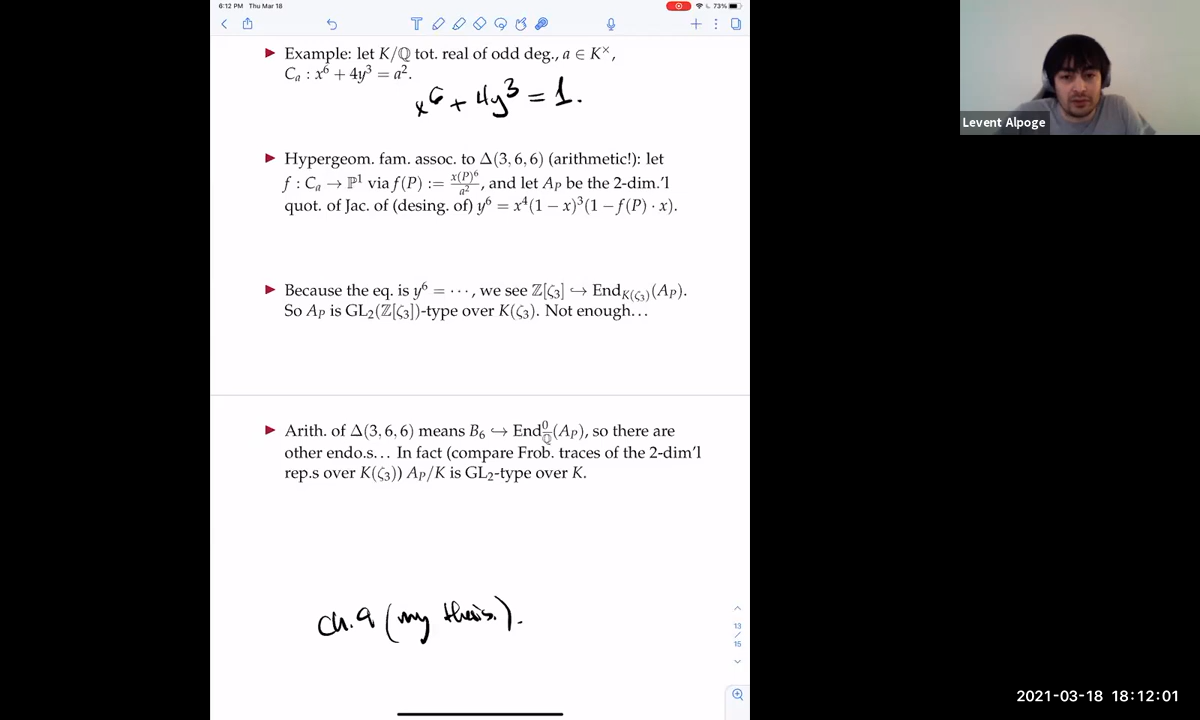 6:12 PM Thu Mar 18
73%
► Example: let K/ℚ tot. real of odd deg., a ∈ K^×,
C_a : x^6 + 4y^3 = a^2.
x^6 + 4y^3 = 1.
► Hypergeom. fam. assoc. to Δ(3,6,6) (arithmetic!): let
f : C_a → ℙ^1 via f(P) := x(P)^6/a^2, and let A_P be the 2-dim.'l
quot. of Jac. of (desing. of) y^6 = x^4(1 − x)^3(1 − f(P) · x).
► Because the eq. is y^6 = ⋯, we see ℤ[ζ_3] ↪ End_{K(ζ_3)}(A_P).
So A_P is GL_2(ℤ[ζ_3])-type over K(ζ_3). Not enough…
► Arith. of Δ(3,6,6) means B_6 ↪ End^0_{\overline{ℚ}}(A_P), so there are
other endo.s… In fact (compare Frob. traces of the 2-dim'l
rep.s over K(ζ_3)) A_P/K is GL_2-type over K.
Ch. 9 (my thesis.).
13
/
15
Levent Alpoge
2021-03-18 18:12:01